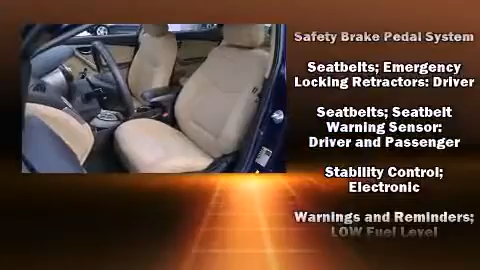 Safety Brake Pedal System
Seatbelts; Emergency
Locking Retractors: Driver
Seatbelts; Seatbelt
Warning Sensor:
Driver and Passenger
Stability Control;
Electronic
Warnings and Reminders;
LOW Fuel Level